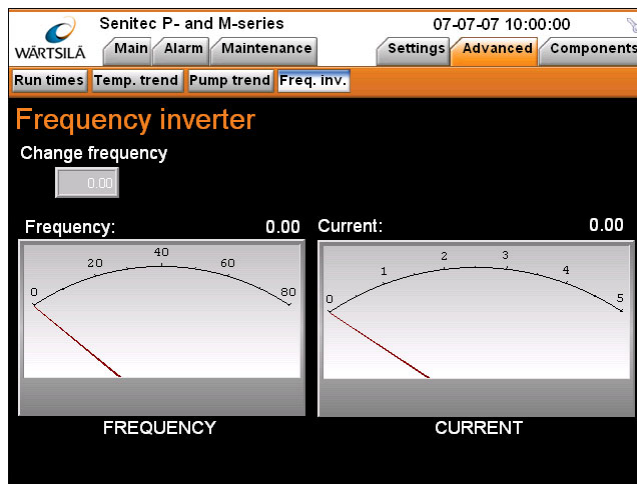 Senitec P- and M-series 07-07-07 10:00:00
WÄRTSILÄ Main Alarm Maintenance Settings Advanced Components
Run times Temp. trend Pump trend Freq. inv.
Frequency inverter
Change frequency
0.00
Frequency: 0.00 Current: 0.00
0 20 40 60 80
0 1 2 3 4 5
FREQUENCY CURRENT